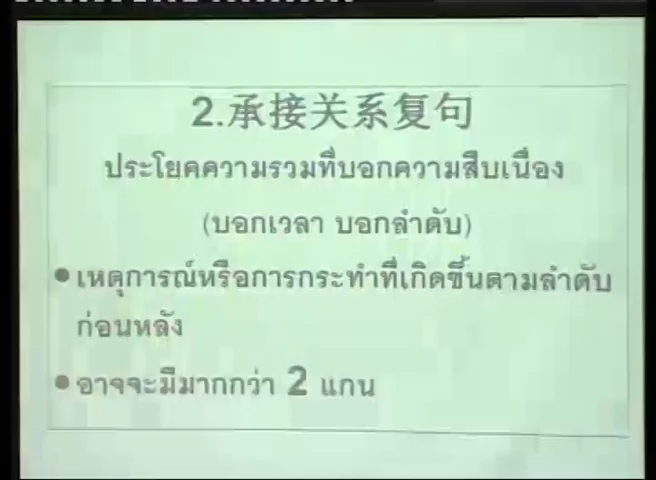 2.承接关系复句
ประโยคความรวมที่บอกความสืบเนื่อง
(บอกเวลา บอกลำดับ)
●เหตุการณ์หรือการกระทำที่เกิดขึ้นตามลำดับ
ก่อนหลัง
●อาจจะมีมากกว่า 2 แกน